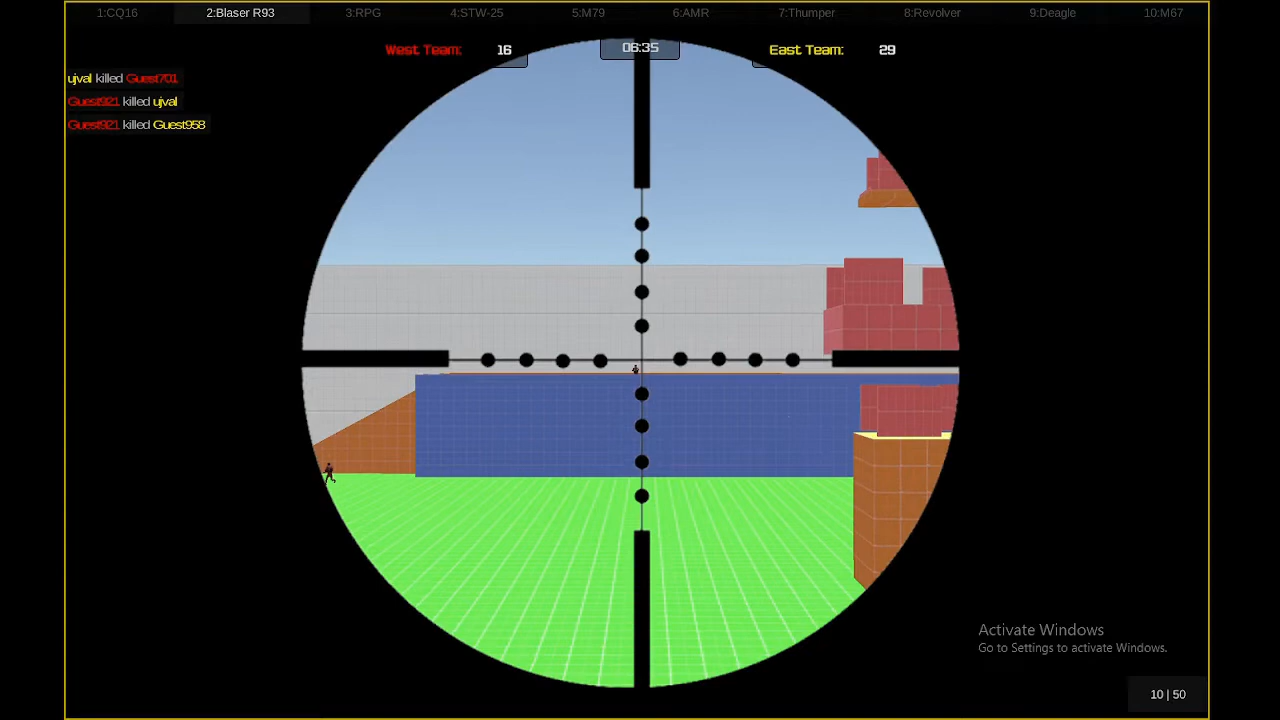 1:CQ16 2:Blaser R93 3:RPG 4:STW-25 5:M79 6:AMR 7:Thumper 8:Revolver 9:Deagle 10:M67
West Team: 16 06:35 East Team: 29
ujval killed Guest701
Guest921 killed ujval
Guest921 killed Guest958
Activate Windows
Go to Settings to activate Windows.
10 | 50